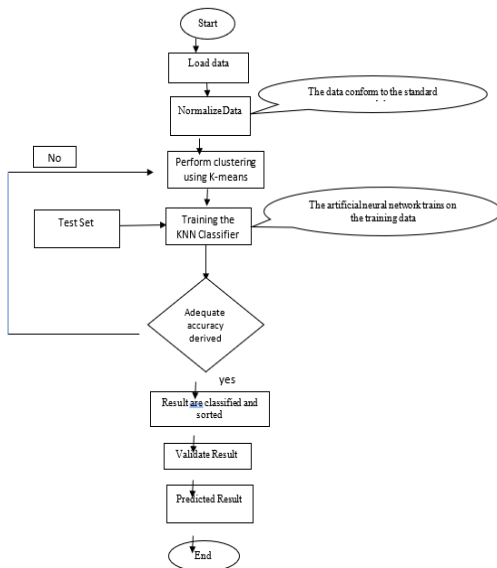 Start
Load data
The data conform to the standard
Normalize Data
No
Perform clustering
using K-means
The artificial neural network trains on
the training data
Test Set
Training the
KNN Classifier
Adequate
accuracy
derived
yes
Result are classified and
sorted
Validate Result
Predicted Result
End